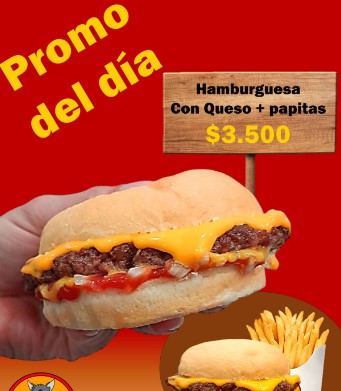 Promo
del día
Hamburguesa
Con Queso + papitas
$3.500